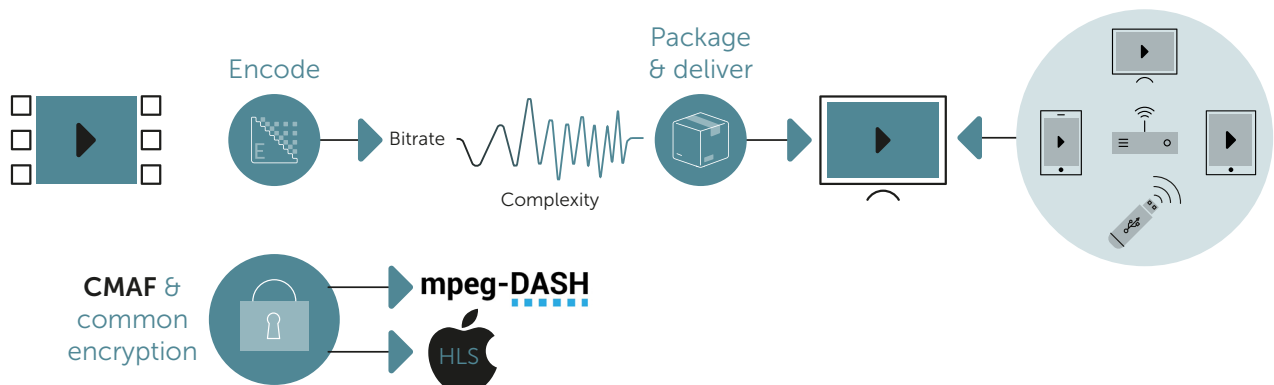 Package
& deliver
Encode
E
Bitrate
Complexity
CMAF &
common
encryption
mpeg-DASH
HLS